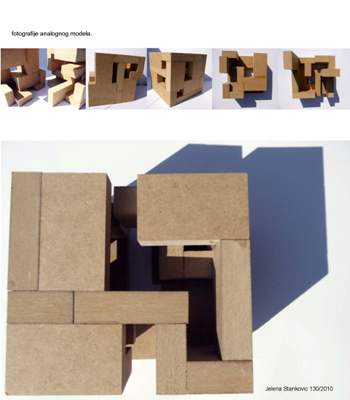 fotografije analognog modela.
Jelena Stankovic 130/2010